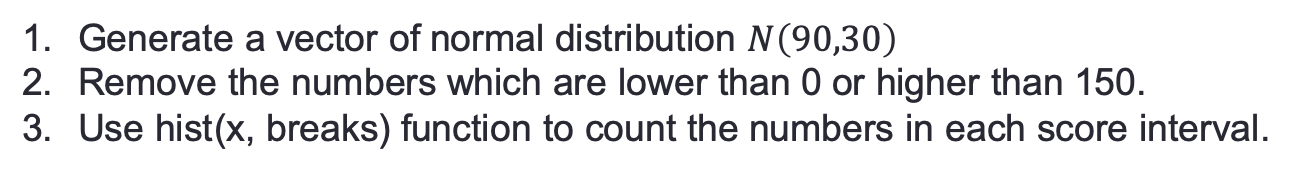 1. Generate a vector of normal distribution N(90,30)
2. Remove the numbers which are lower than 0 or higher than 150.
3. Use hist(x, breaks) function to count the numbers in each score interval.